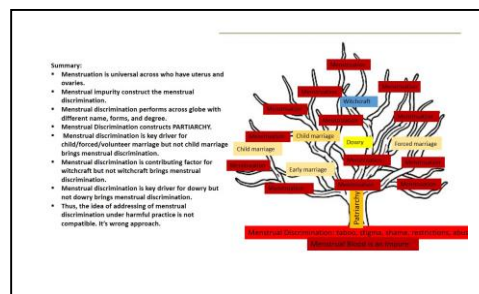 Summary:
• Menstruation is universal across who have uterus and
ovaries.
• Menstrual impurity construct the menstrual
discrimination.
• Menstrual discrimination performs across globe with
different name, forms, and degree.
• Menstrual Discrimination constructs PARTIARCHY.
• Menstrual discrimination is key driver for
child/forced/volunteer marriage but not child marriage
brings menstrual discrimination.
• Menstrual discrimination is contributing factor for
witchcraft but not witchcraft brings menstrual
discrimination.
• Menstrual discrimination is key driver for dowry but
not dowry brings menstrual discrimination.
• Thus, the idea of addressing of menstrual
discrimination under harmful practice is not
compatible. It's wrong approach.
Witchcraft
Child marriage
Dowry
Forced marriage
Child marriage
Early marriage
Patriarchy
Menstrual Discrimination: taboos, stigma, shame, restrictions, abuse
Menstrual Blood is an Impure